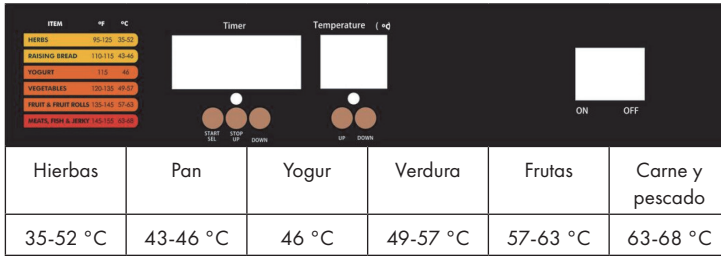 ITEM °F °C
HERBS 95-125 35-52
RAISING BREAD 110-115 43-46
YOGURT 115 46
VEGETABLES 120-135 49-57
FRUIT & FRUIT ROLLS 135-145 57-63
MEATS, FISH & JERKY 145-155 63-68
Timer
START SEL
STOP UP
DOWN
Temperature (°C)
UP DOWN
ON OFF
Hierbas Pan Yogur Verdura Frutas Carne y pescado
35-52 °C 43-46 °C 46 °C 49-57 °C 57-63 °C 63-68 °C